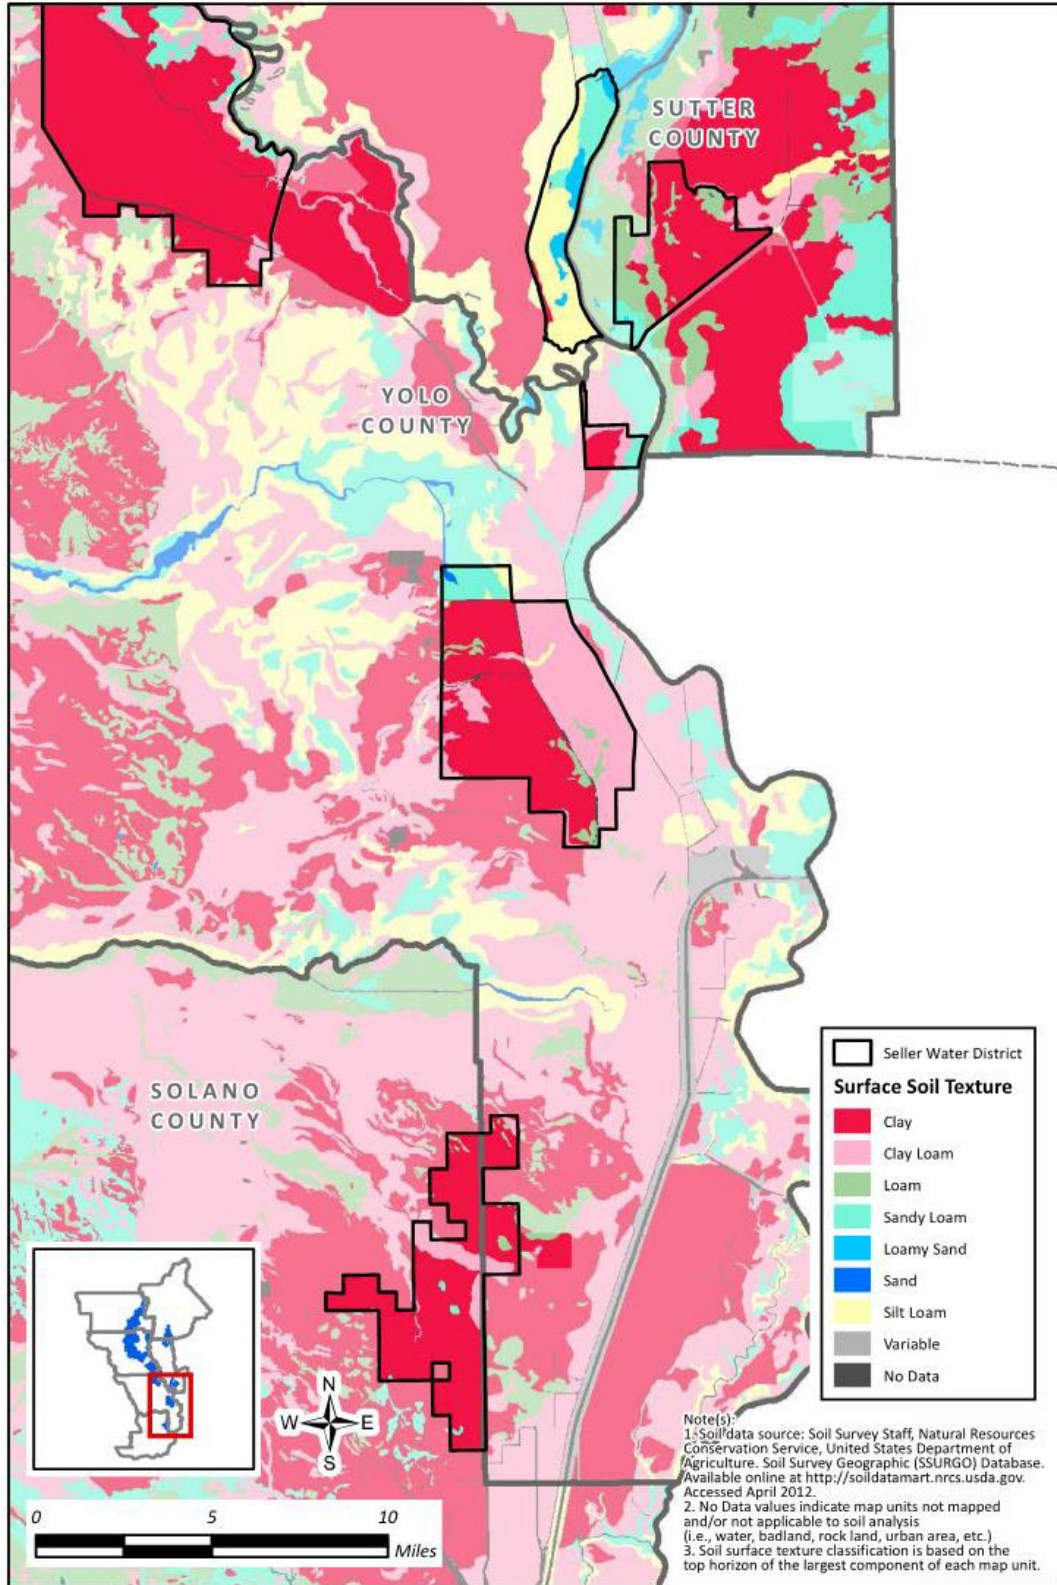 SUTTER
COUNTY
YOLO
COUNTY
SOLANO
COUNTY
Seller Water District
Surface Soil Texture
Clay
Clay Loam
Loam
Sandy Loam
Loamy Sand
Sand
Silt Loam
Variable
No Data
N
W E
S
0 5 10
Miles
Note(s):
1. Soil data source: Soil Survey Staff, Natural Resources
Conservation Service, United States Department of
Agriculture. Soil Survey Geographic (SSURGO) Database.
Available online at http://soildatamart.nrcs.usda.gov.
Accessed April 2012.
2. No Data values indicate map units not mapped
and/or not applicable to soil analysis
(i.e., water, badland, rock land, urban area, etc.)
3. Soil surface texture classification is based on the
top horizon of the largest component of each map unit.